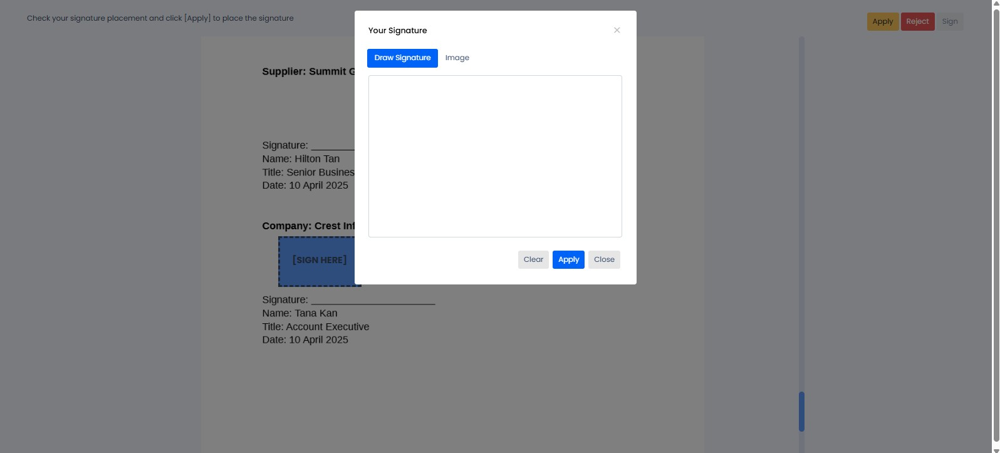 Check your signature placement and click [Apply] to place the signature
Apply
Reject
Sign
Your Signature
×
Draw Signature
Image
Clear
Apply
Close
Supplier: Summit
Signature: ________
Name: Hilton Tan
Title: Senior
Date: 10 April 2025
Company: Crest
[SIGN HERE]
Signature: ______________________
Name: Tana Kan
Title: Account Executive
Date: 10 April 2025